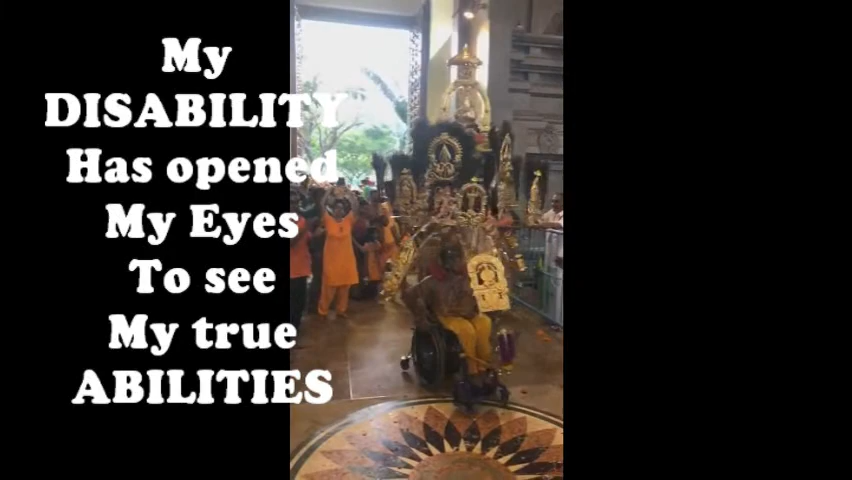 My
DISABILITY
Has opened
My Eyes
To see
My true
ABILITIES